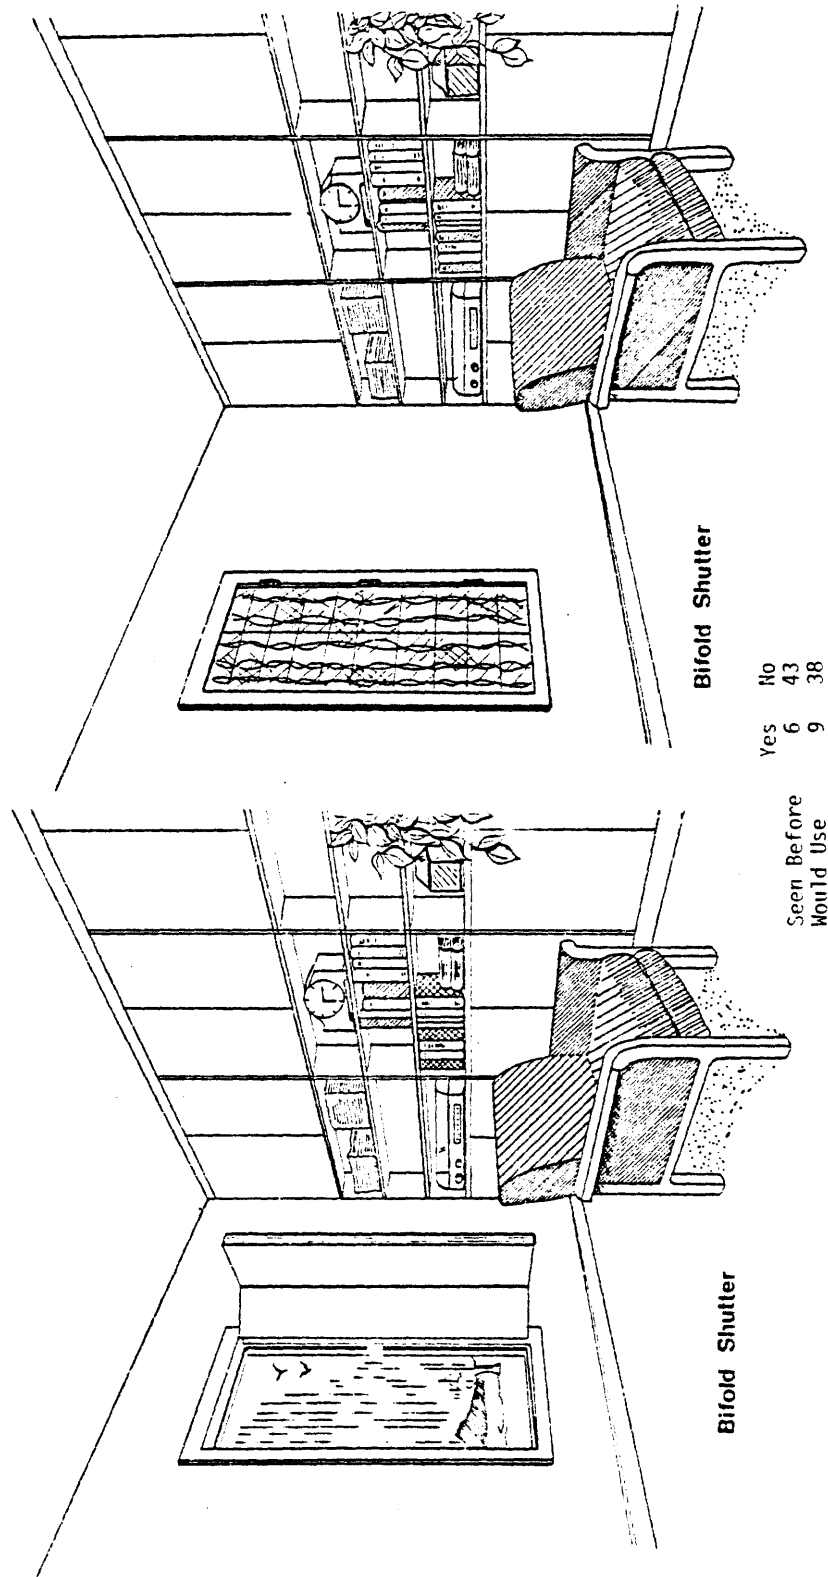 Bifold Shutter
Bifold Shutter
Yes No
Seen Before 6 43
Would Use 9 38